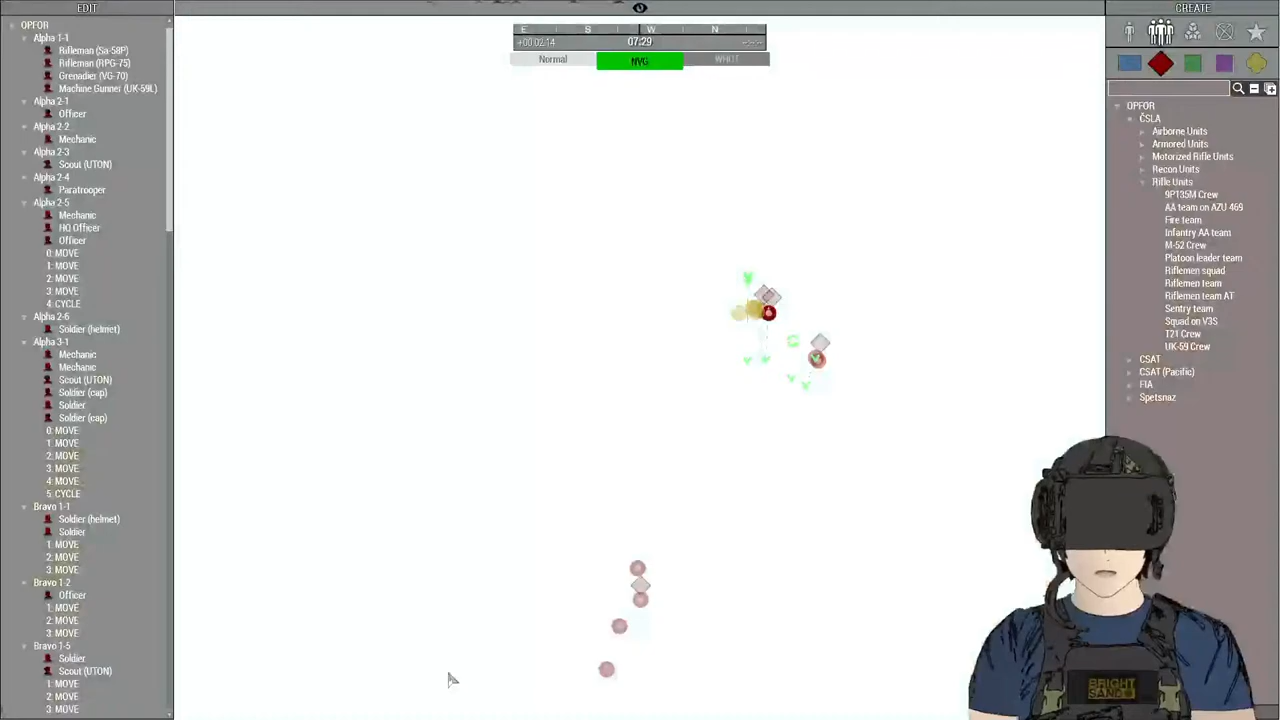 EDIT
CREATE
E S W N
+00:02:14 07:29
Normal NVG WHOT
OPFOR
Alpha 1-1
Rifleman (Sa-58P)
Rifleman (RPG-75)
Grenadier (VG-70)
Machine Gunner (UK-59L)
Alpha 2-1
Officer
Alpha 2-2
Mechanic
Alpha 2-3
Scout (UTON)
Alpha 2-4
Paratrooper
Alpha 2-5
Mechanic
HQ Officer
Officer
0: MOVE
1: MOVE
2: MOVE
3: MOVE
4: CYCLE
Alpha 2-6
Soldier (helmet)
Alpha 3-1
Mechanic
Mechanic
Scout (UTON)
Soldier (cap)
Soldier
Soldier (cap)
0: MOVE
1: MOVE
2: MOVE
3: MOVE
4: MOVE
5: CYCLE
Bravo 1-1
Soldier (helmet)
Soldier
1: MOVE
2: MOVE
3: MOVE
Bravo 1-2
Officer
1: MOVE
2: MOVE
3: MOVE
Bravo 1-5
Soldier
Scout (UTON)
1: MOVE
2: MOVE
3: MOVE
OPFOR
ČSLA
Airborne Units
Armored Units
Motorized Rifle Units
Recon Units
Rifle Units
9P135M Crew
AA team on AZU 469
Fire team
Infantry AA team
M-52 Crew
Platoon leader team
Riflemen squad
Riflemen team
Riflemen team AT
Sentry team
Squad on V3S
T21 Crew
UK-59 Crew
CSAT
CSAT (Pacific)
FIA
Spetsnaz
BRIGHT
SAND